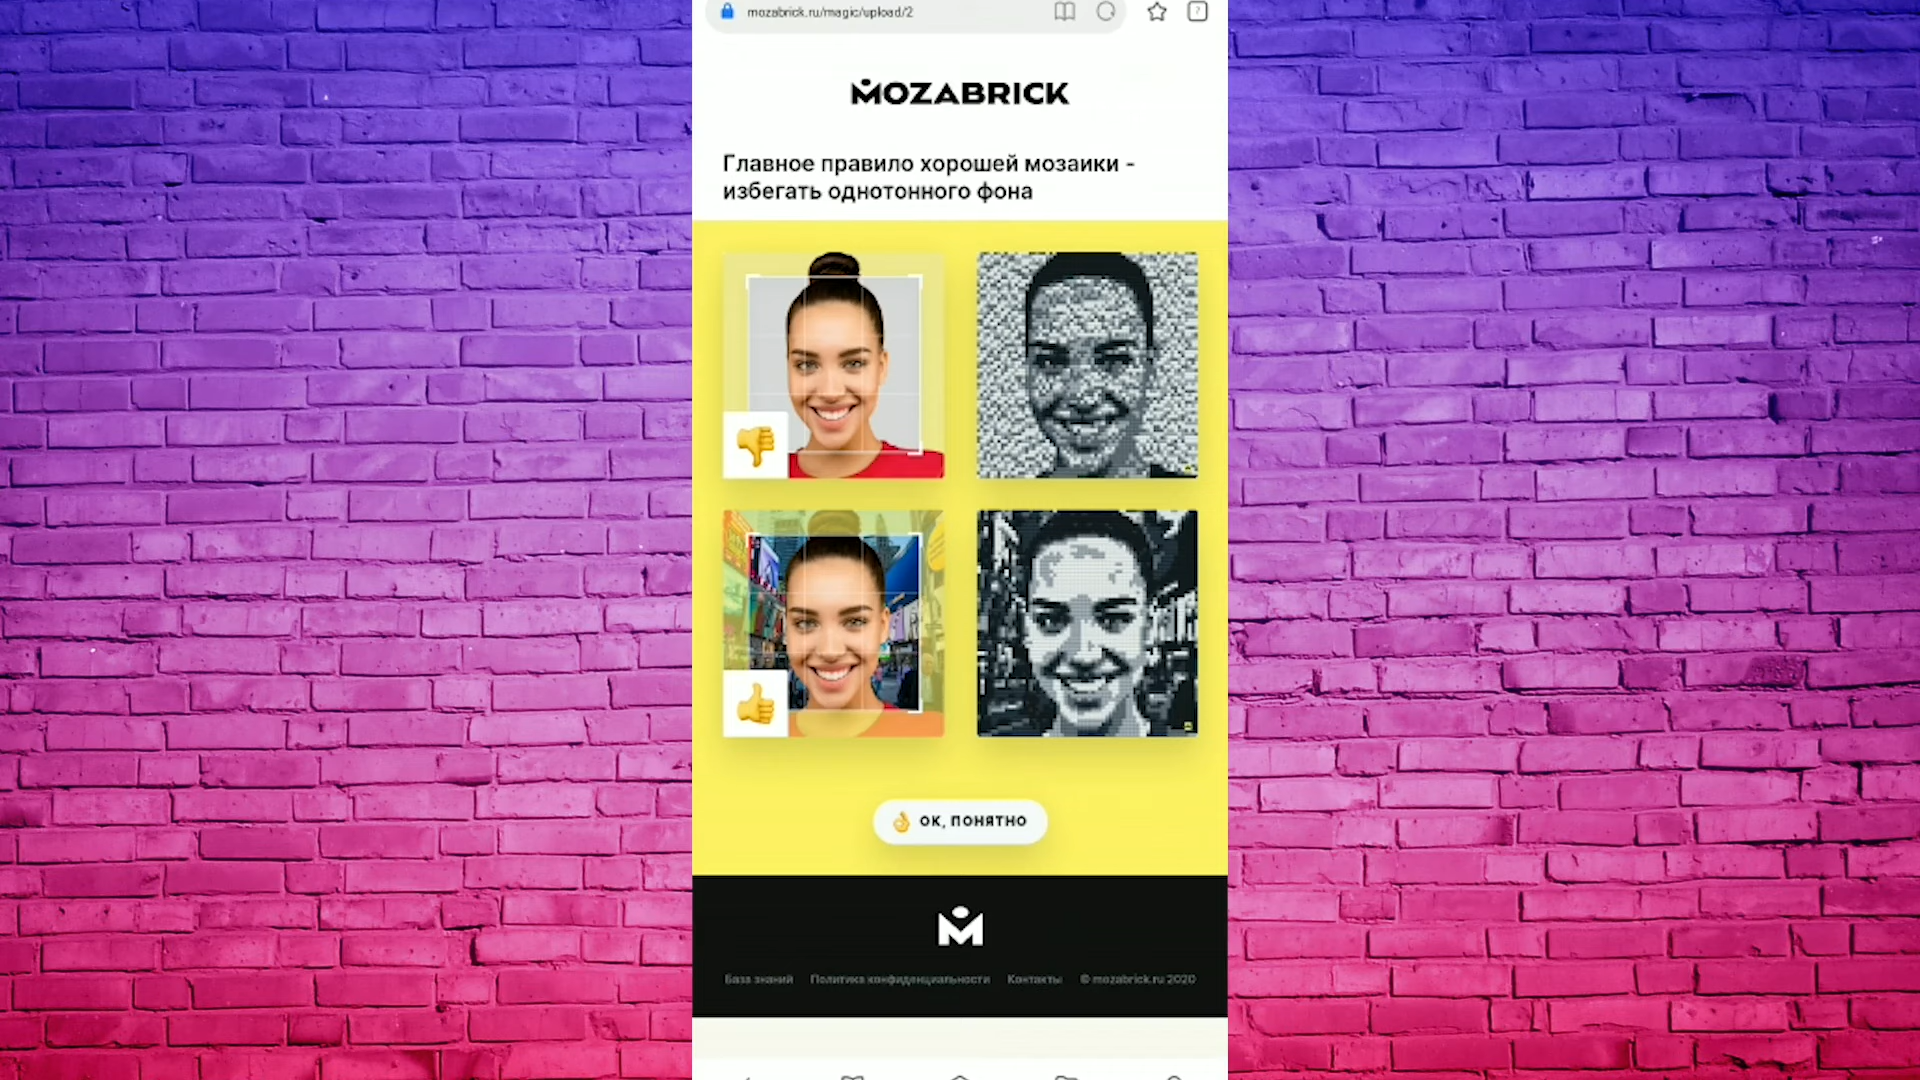 mozabrick.ru/magic/upload/2
MOZABRICK
Главное правило хорошей мозаики -
избегать однотонного фона
ОК, ПОНЯТНО
База знаний Политика конфиденциальности Контакты © mozabrick.ru 2020